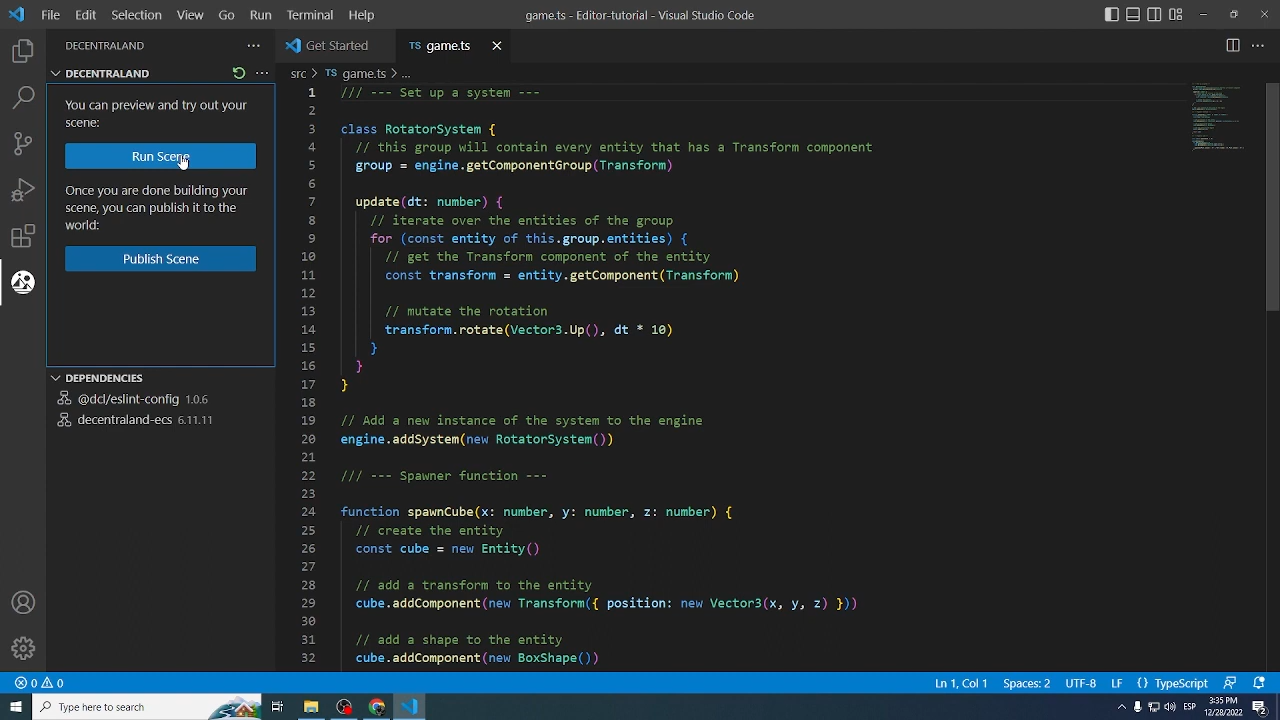 File Edit Selection View Go Run Terminal Help
game.ts - Editor-tutorial - Visual Studio Code
DECENTRALAND
Get Started
TS game.ts
DECENTRALAND
src > TS game.ts > ...
You can preview and try out your
scene:
Run Scene
Once you are done building your
scene, you can publish it to the
world:
Publish Scene
DEPENDENCIES
@dcl/eslint-config 1.0.6
decentraland-ecs 6.11.11
1 /// --- Set up a system ---
2
3 class RotatorSystem {
4 // this group will contain every entity that has a Transform component
5 group = engine.getComponentGroup(Transform)
6
7 update(dt: number) {
8 // iterate over the entities of the group
9 for (const entity of this.group.entities) {
10 // get the Transform component of the entity
11 const transform = entity.getComponent(Transform)
12
13 // mutate the rotation
14 transform.rotate(Vector3.Up(), dt * 10)
15 }
16 }
17 }
18
19 // Add a new instance of the system to the engine
20 engine.addSystem(new RotatorSystem())
21
22 /// --- Spawner function ---
23
24 function spawnCube(x: number, y: number, z: number) {
25 // create the entity
26 const cube = new Entity()
27
28 // add a transform to the entity
29 cube.addComponent(new Transform({ position: new Vector3(x, y, z) }))
30
31 // add a shape to the entity
32 cube.addComponent(new BoxShape())
0 0
Ln 1, Col 1 Spaces: 2 UTF-8 LF {} TypeScript
Type here to search
ESP
3:35 PM
12/28/2022